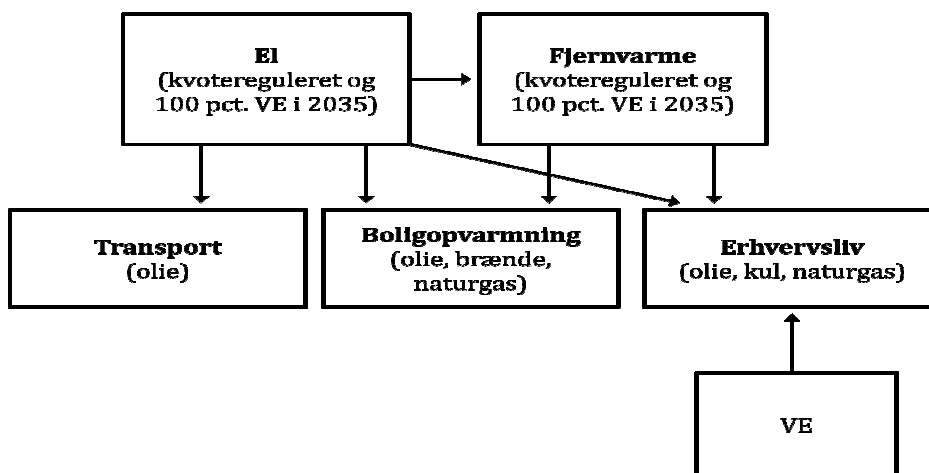 El
(kvotereguleret og
100 pct. VE i 2035)
Fjernvarme
(kvotereguleret og
100 pct. VE i 2035)
Transport
(olie)
Boligopvarmning
(olie, brænde,
naturgas)
Erhvervsliv
(olie, kul, naturgas)
VE